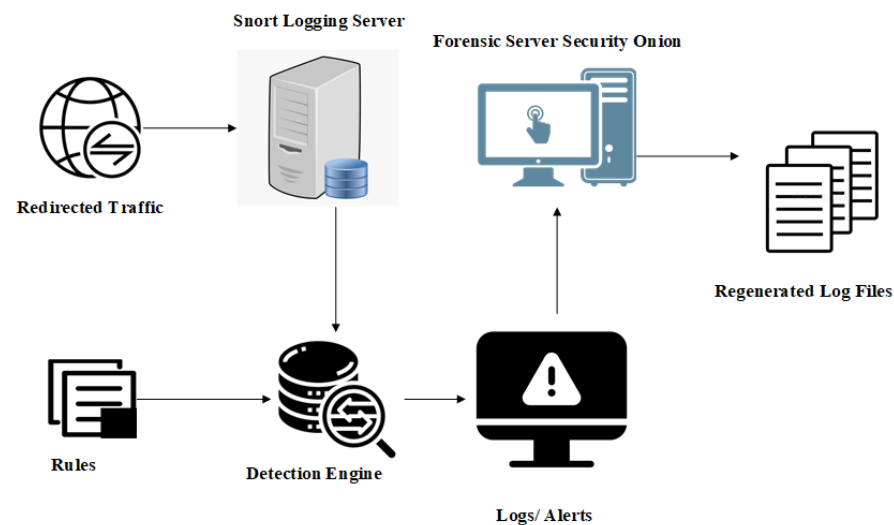 Snort Logging Server
Forensic Server Security Onion
Redirected Traffic
Regenerated Log Files
Rules
Detection Engine
Logs/ Alerts